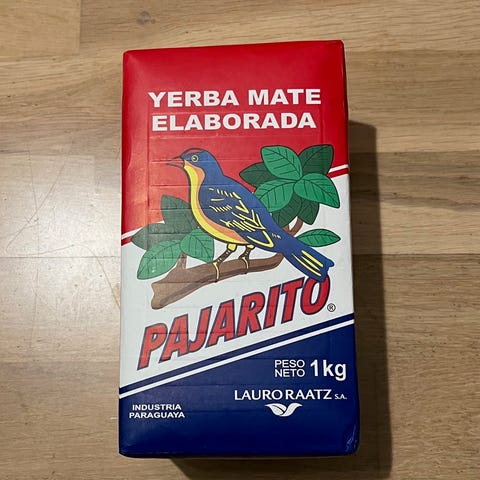 YERBA MATE
ELABORADA
PAJARITO®
PESO
NETO 1kg
LAURO RAATZ S.A.
INDUSTRIA
PARAGUAYA